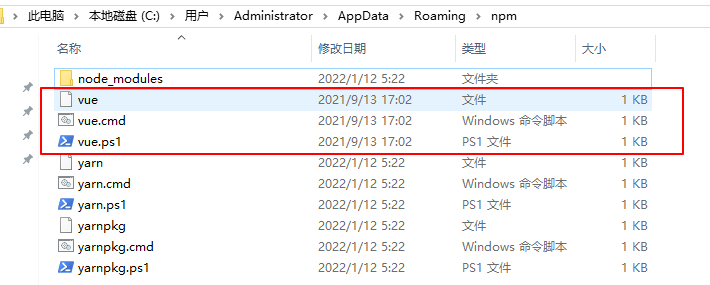 此电脑 > 本地磁盘 (C:) > 用户 > Administrator > AppData > Roaming > npm
名称 修改日期 类型 大小
node_modules 2022/1/12 5:22 文件夹
vue 2021/9/13 17:02 文件 1 KB
vue.cmd 2021/9/13 17:02 Windows 命令脚本 1 KB
vue.ps1 2021/9/13 17:02 PS1 文件 1 KB
yarn 2022/1/12 5:22 文件 1 KB
yarn.cmd 2022/1/12 5:22 Windows 命令脚本 1 KB
yarn.ps1 2022/1/12 5:22 PS1 文件 1 KB
yarnpkg 2022/1/12 5:22 文件 1 KB
yarnpkg.cmd 2022/1/12 5:22 Windows 命令脚本 1 KB
yarnpkg.ps1 2022/1/12 5:22 PS1 文件 1 KB